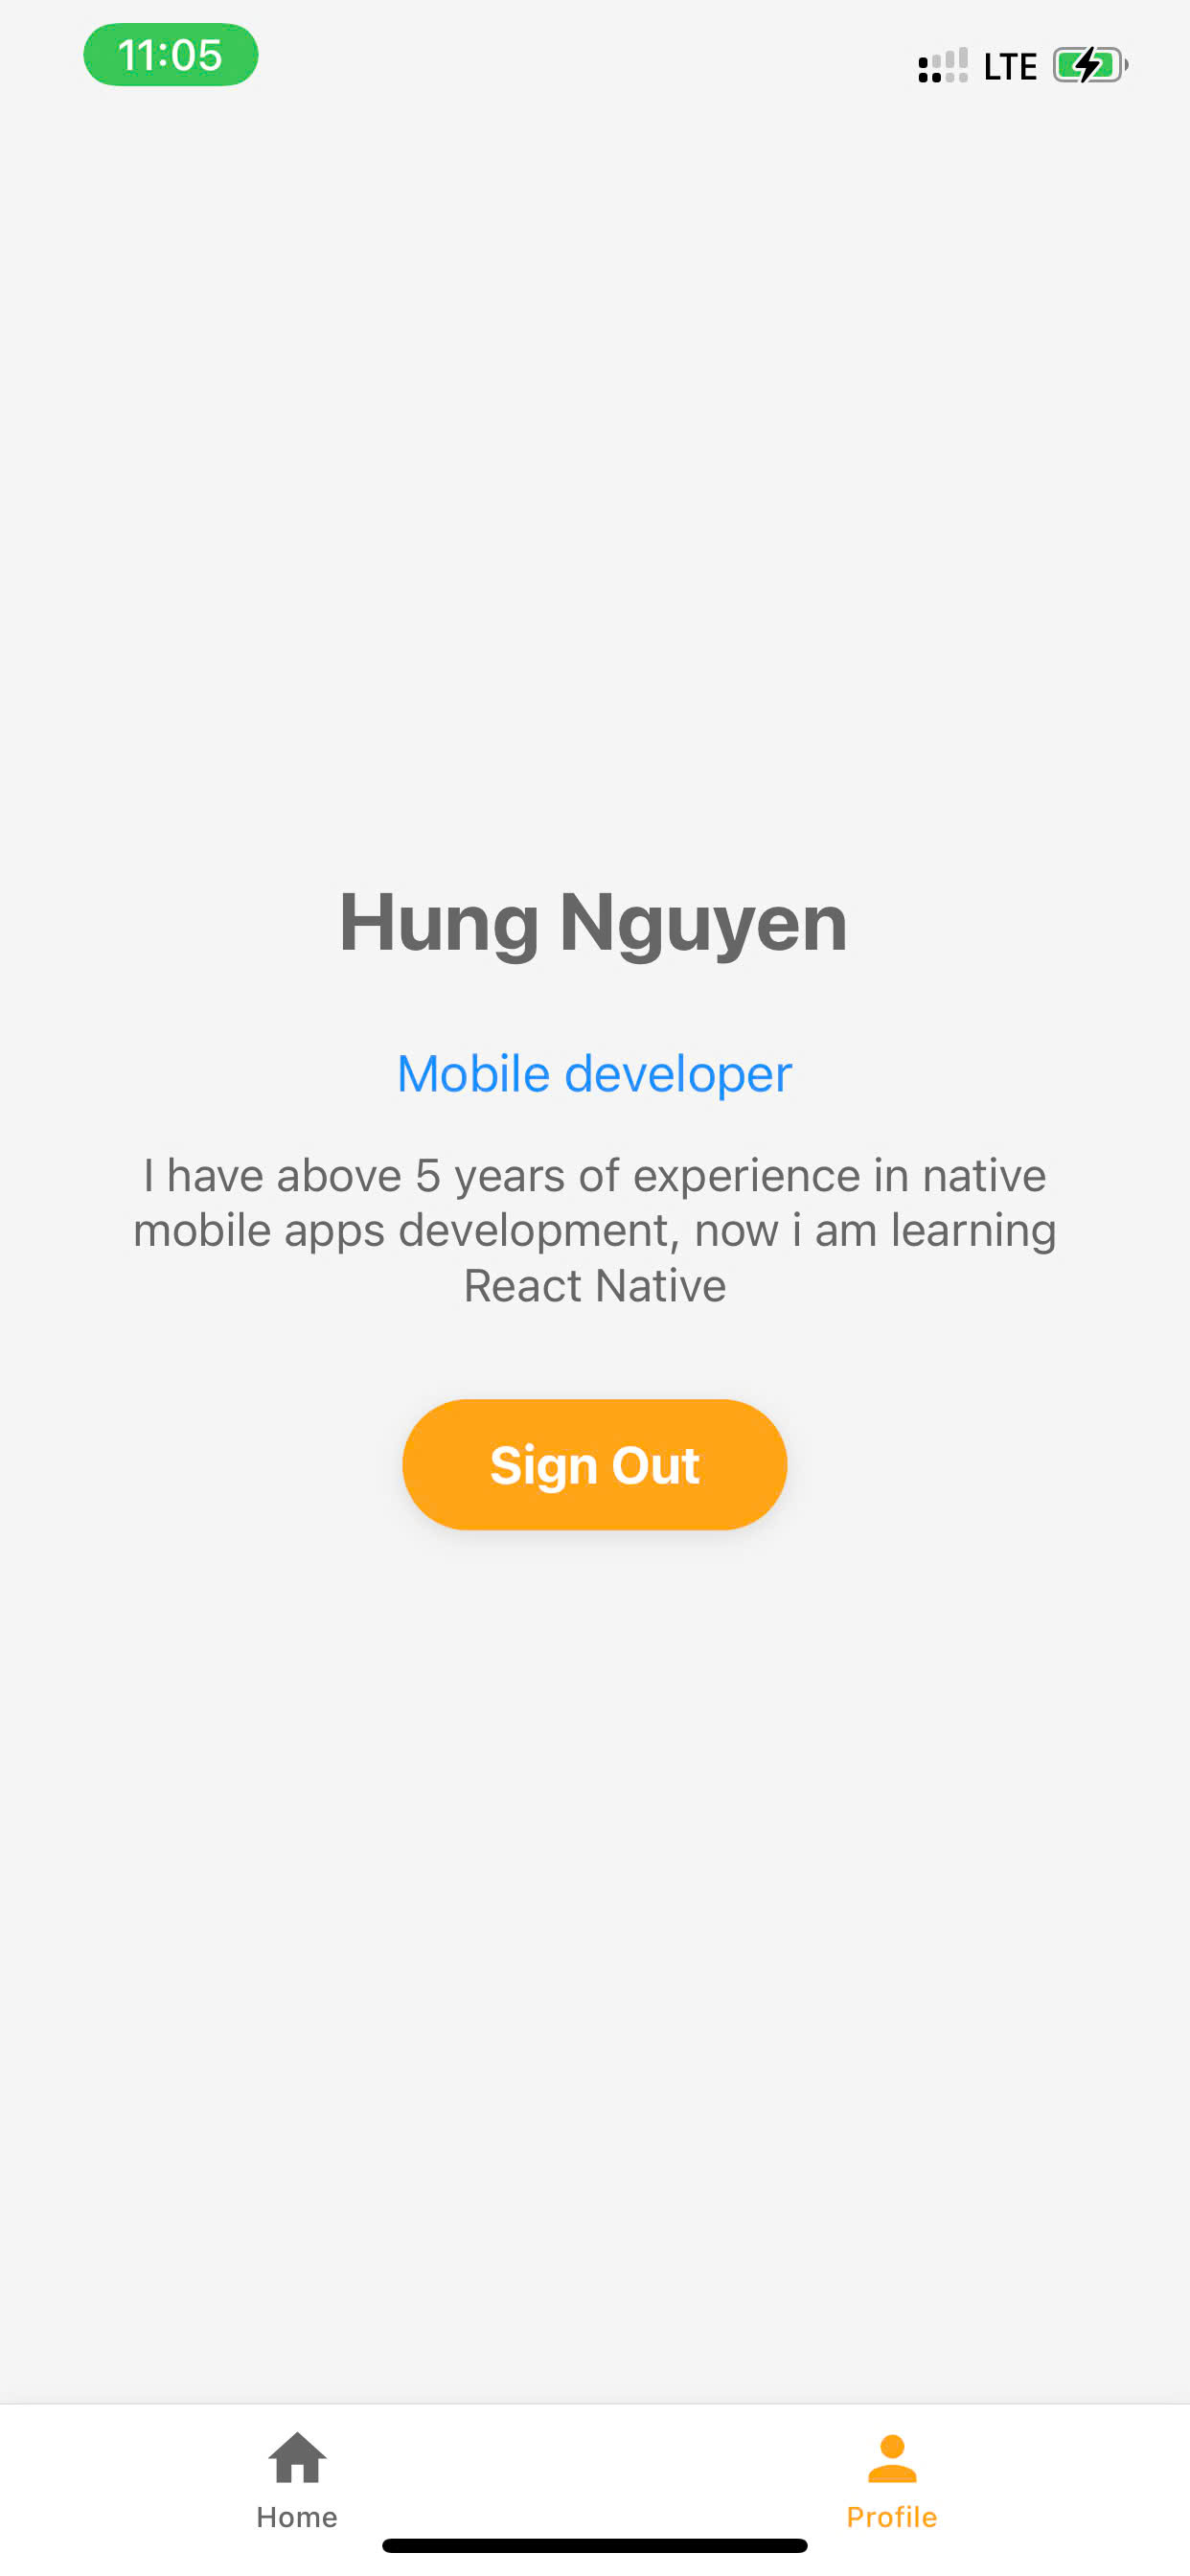 11:05
LTE
Hung Nguyen
Mobile developer
I have above 5 years of experience in native
mobile apps development, now i am learning
React Native
Sign Out
Home
Profile